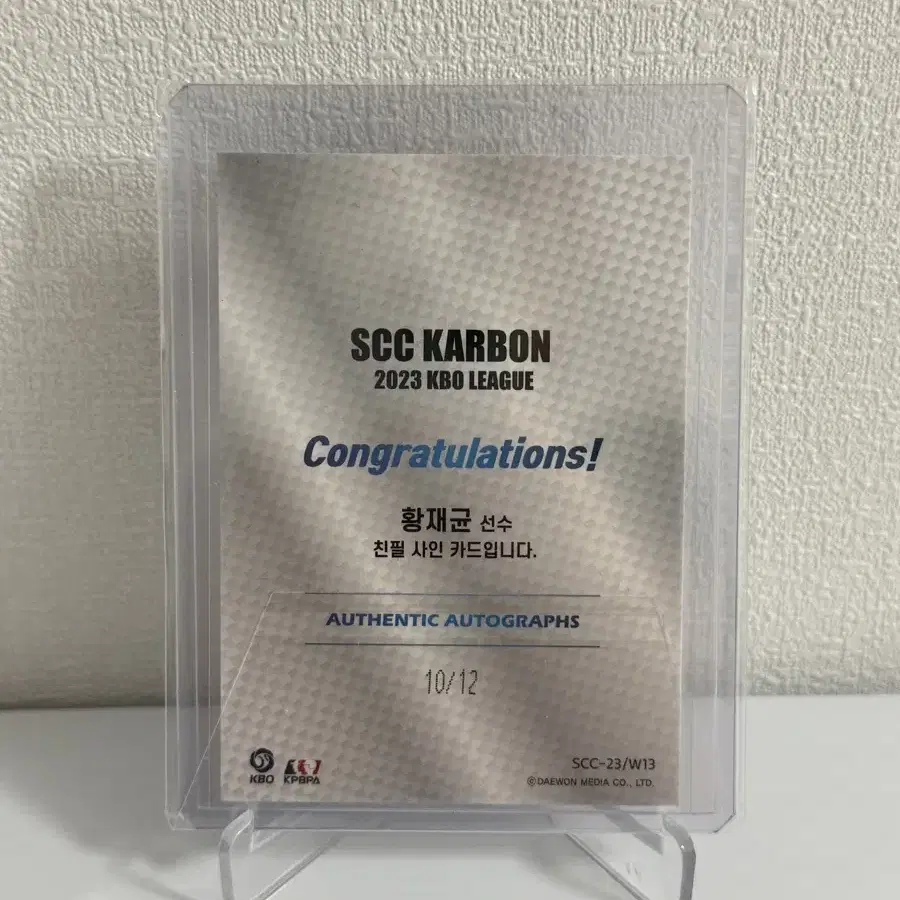 SCC KARBON
2023 KBO LEAGUE
Congratulations!
황재균 선수
친필 사인 카드입니다.
AUTHENTIC AUTOGRAPHS
10/12
KBO KPBPA
SCC-23/W13
©DAEWON MEDIA CO., LTD.